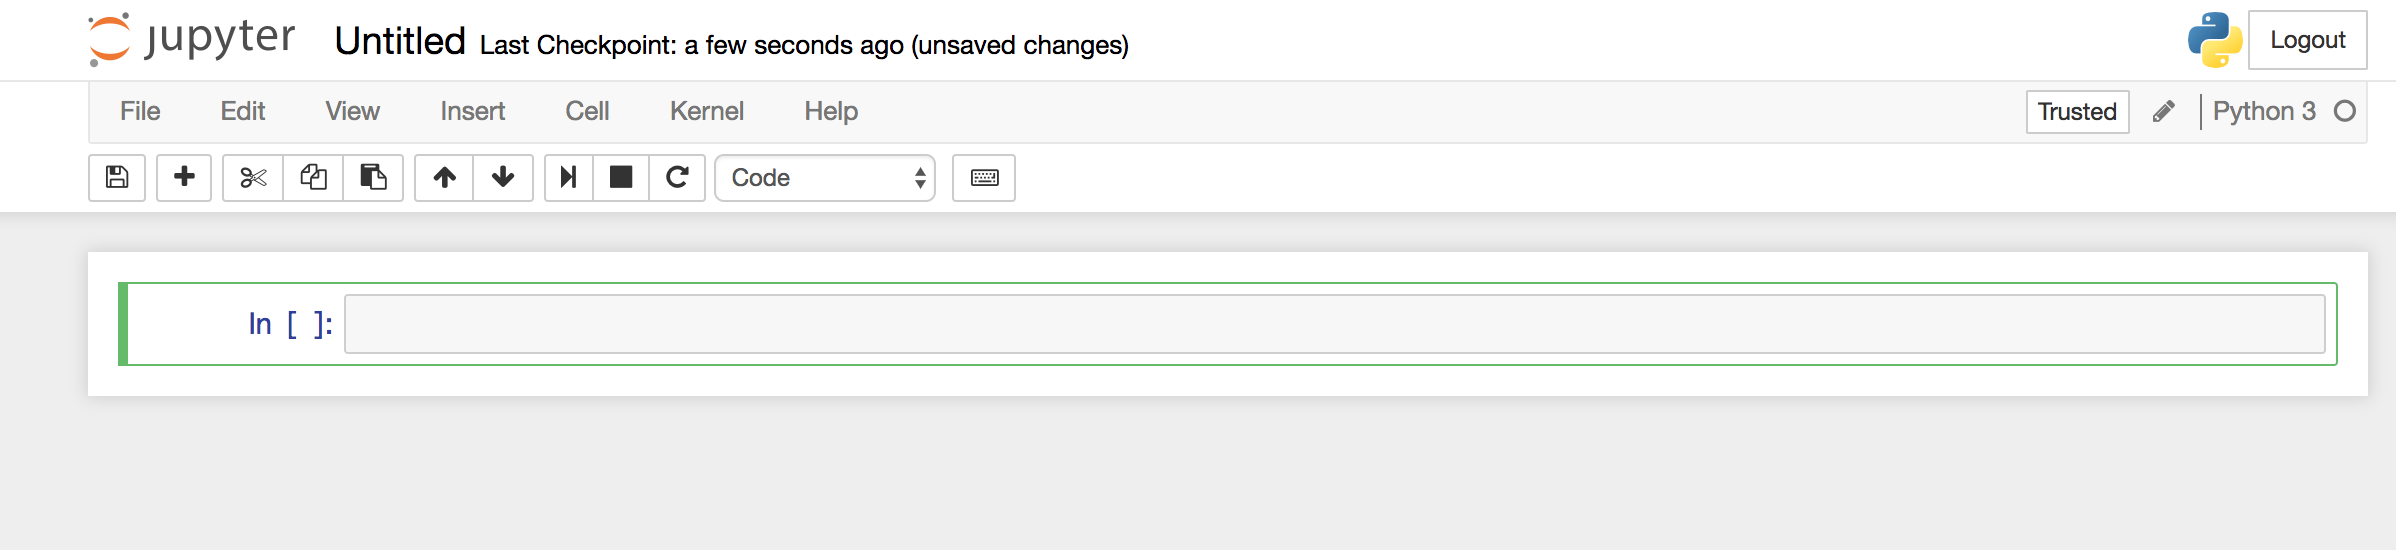 jupyter Untitled Last Checkpoint: a few seconds ago (unsaved changes) Logout
File Edit View Insert Cell Kernel Help Trusted Python 3
Code
In [ ]: